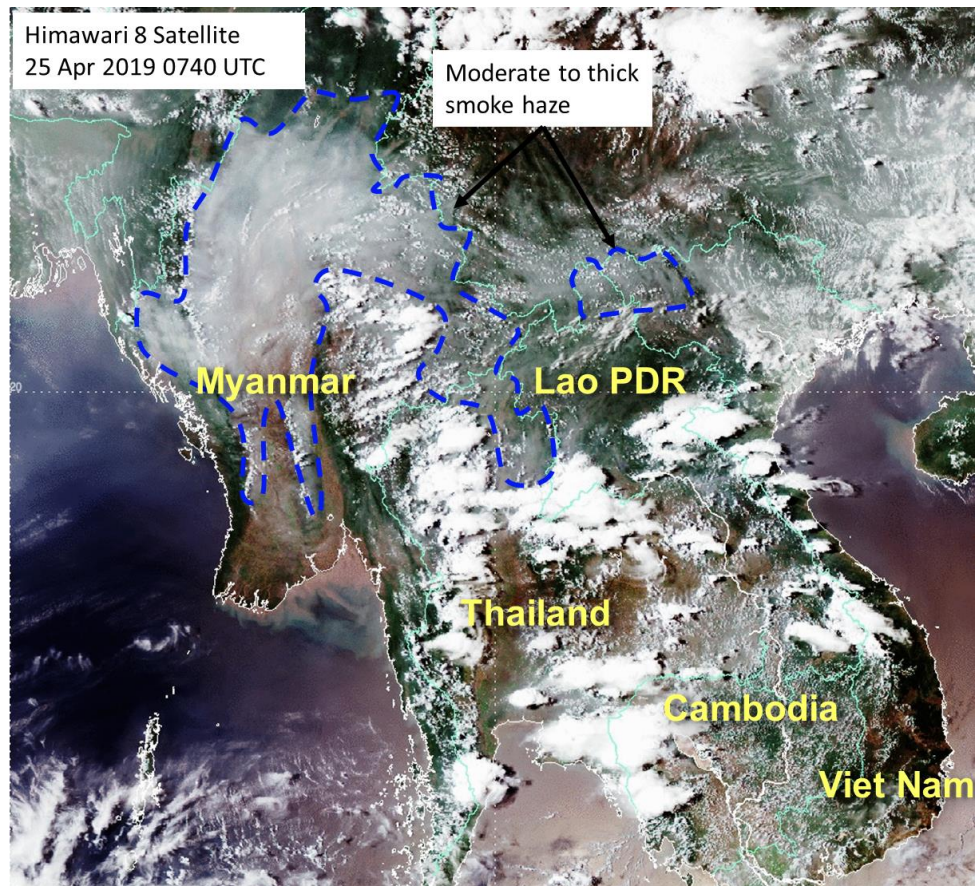 Himawari 8 Satellite
25 Apr 2019 0740 UTC
Moderate to thick
smoke haze
20
Myanmar
Lao PDR
Thailand
Cambodia
Viet Nam